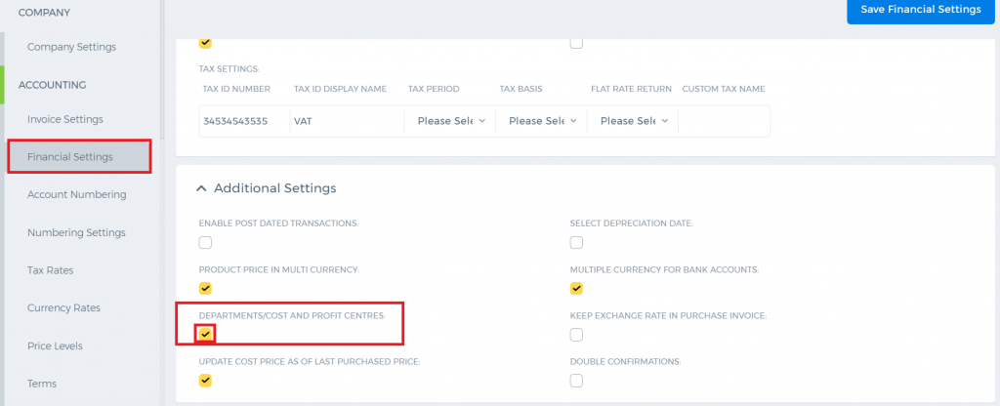 COMPANY
Save Financial Settings
Company Settings
ACCOUNTING
Invoice Settings
Financial Settings
Account Numbering
Numbering Settings
Tax Rates
Currency Rates
Price Levels
Terms
TAX SETTINGS:
TAX ID NUMBER TAX ID DISPLAY NAME TAX PERIOD TAX BASIS FLAT RATE RETURN CUSTOM TAX NAME
34534543535 VAT Please Sele Please Sele Please Sele
Additional Settings
ENABLE POST DATED TRANSACTIONS: SELECT DEPRECIATION DATE:
PRODUCT PRICE IN MULTI CURRENCY: MULTIPLE CURRENCY FOR BANK ACCOUNTS:
DEPARTMENTS/COST AND PROFIT CENTRES: KEEP EXCHANGE RATE IN PURCHASE INVOICE:
UPDATE COST PRICE AS OF LAST PURCHASED PRICE: DOUBLE CONFIRMATIONS: